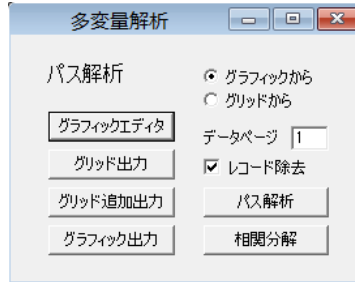 多変量解析
パス解析
グラフィックから
グリッドから
グラフィックエディタ
データページ 1
グリッド出力
レコード除去
グリッド追加出力
パス解析
グラフィック出力
相関分解